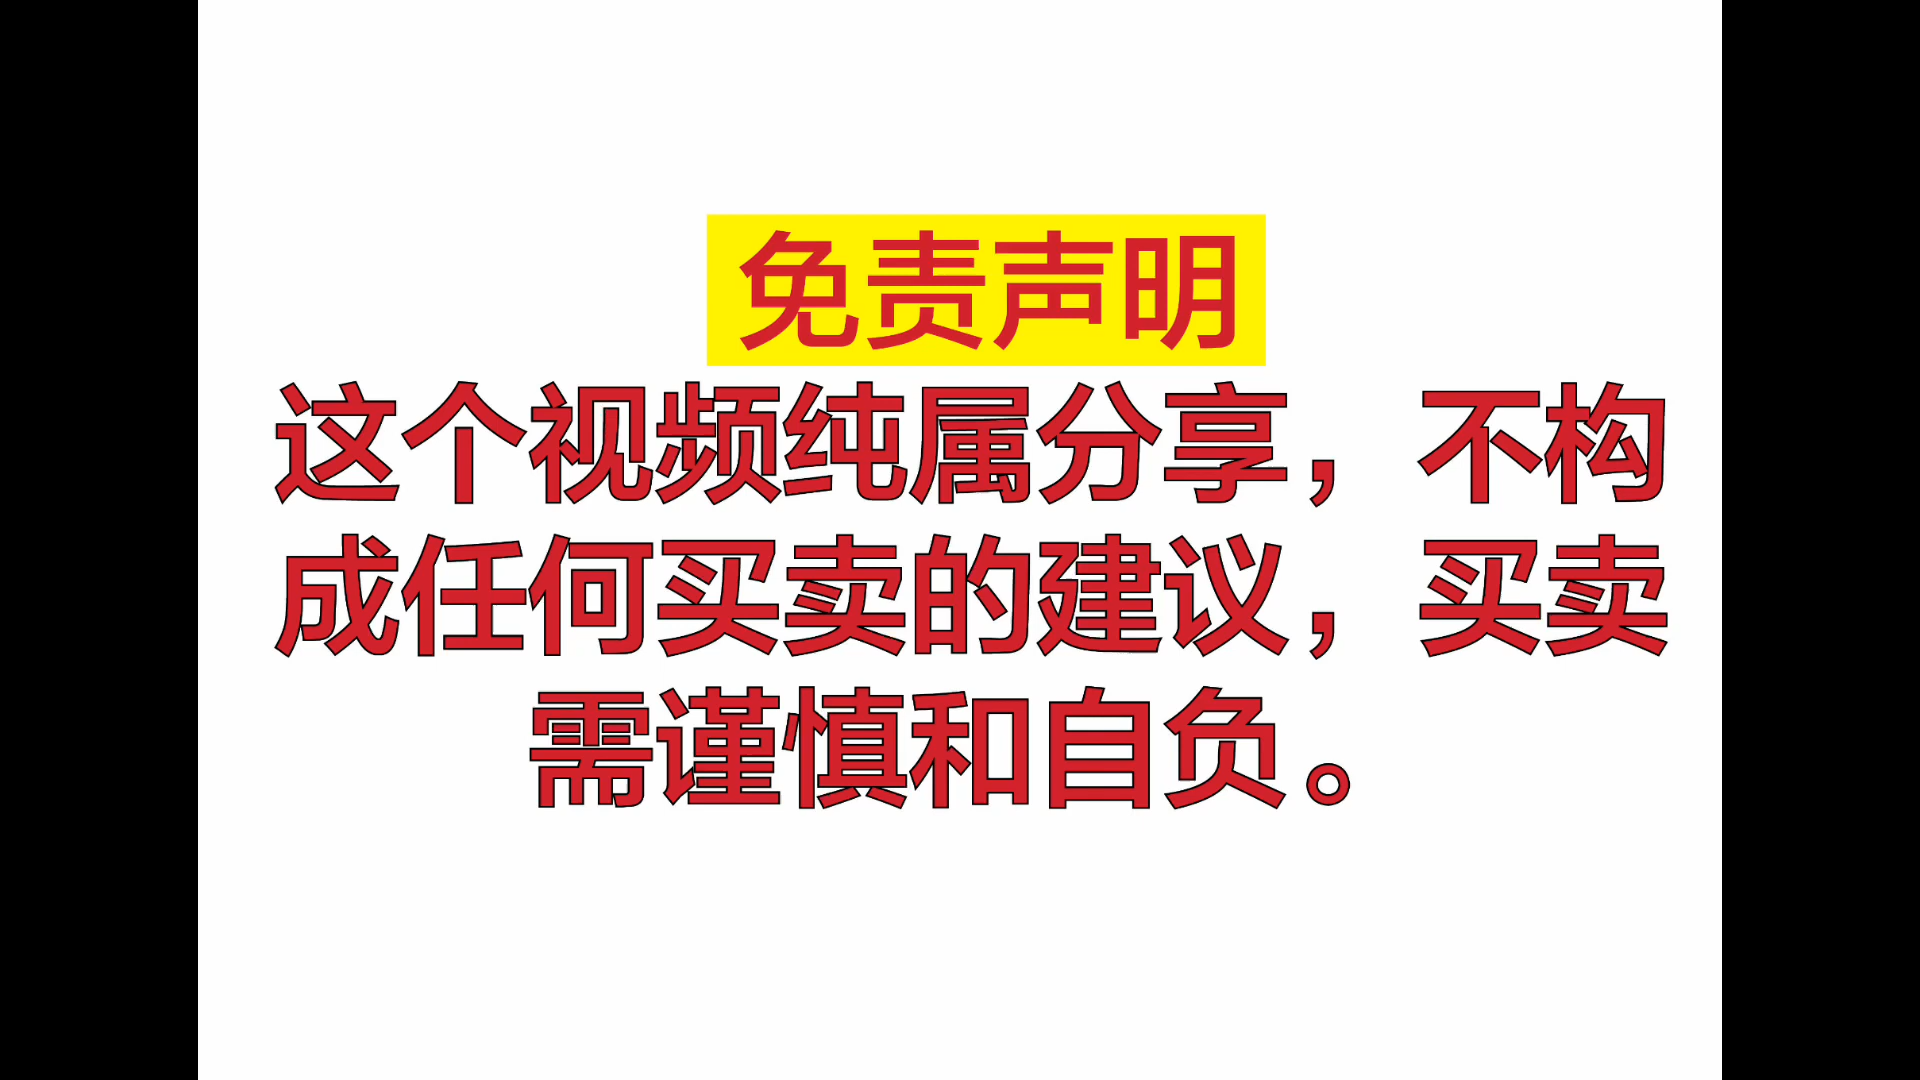 免责声明
这个视频纯属分享，不构
成任何买卖的建议，买卖
需谨慎和自负。